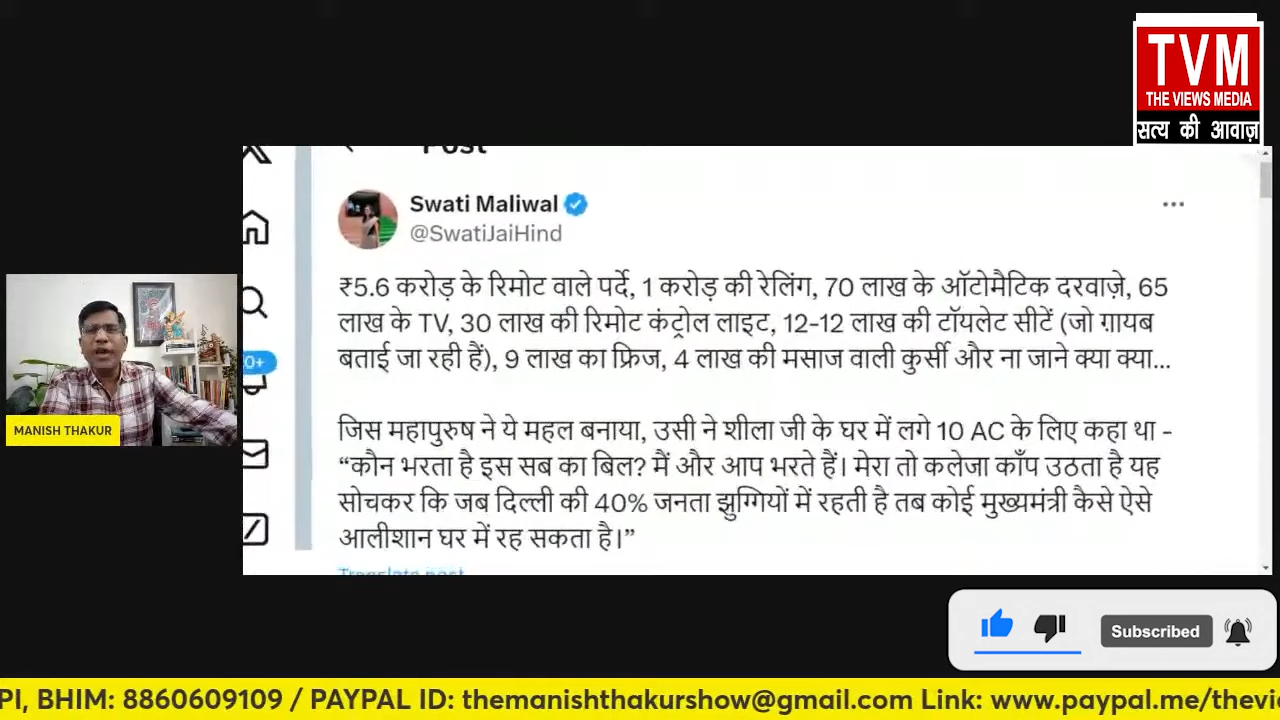 TVM
THE VIEWS MEDIA
सत्य की आवाज़
Post
Swati Maliwal
@SwatiJaiHind
₹5.6 करोड़ के रिमोट वाले पर्दे, 1 करोड़ की रेलिंग, 70 लाख के ऑटोमैटिक दरवाज़े, 65
लाख के TV, 30 लाख की रिमोट कंट्रोल लाइट, 12-12 लाख की टॉयलेट सीटें (जो ग़ायब
बताई जा रही हैं), 9 लाख का फ्रिज, 4 लाख की मसाज वाली कुर्सी और ना जाने क्या क्या...
जिस महापुरुष ने ये महल बनाया, उसी ने शीला जी के घर में लगे 10 AC के लिए कहा था -
“कौन भरता है इस सब का बिल? मैं और आप भरते हैं। मेरा तो कलेजा काँप उठता है यह
सोचकर कि जब दिल्ली की 40% जनता झुग्गियों में रहती है तब कोई मुख्यमंत्री कैसे ऐसे
आलीशान घर में रह सकता है।”
Translate post
0+
MANISH THAKUR
Subscribed
PI, BHIM: 8860609109 / PAYPAL ID: themanishthakurshow@gmail.com Link: www.paypal.me/thevi